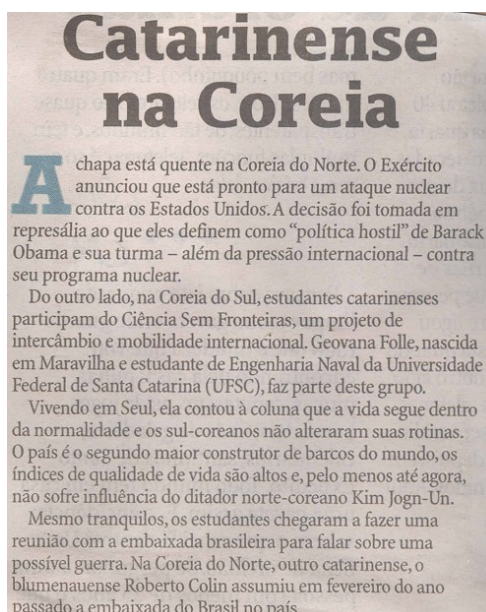 Catarinense
na Coreia
A chapa está quente na Coreia do Norte. O Exército
anunciou que está pronto para um ataque nuclear
contra os Estados Unidos. A decisão foi tomada em
represália ao que eles definem como “política hostil” de Barack
Obama e sua turma – além da pressão internacional – contra
seu programa nuclear.
Do outro lado, na Coreia do Sul, estudantes catarinenses
participam do Ciência Sem Fronteiras, um projeto de
intercâmbio e mobilidade internacional. Geovana Folle, nascida
em Maravilha e estudante de Engenharia Naval da Universidade
Federal de Santa Catarina (UFSC), faz parte deste grupo.
Vivendo em Seul, ela contou à coluna que a vida segue dentro
da normalidade e os sul-coreanos não alteraram suas rotinas.
O país é o segundo maior construtor de barcos do mundo, os
índices de qualidade de vida são altos e, pelo menos até agora,
não sofre influência do ditador norte-coreano Kim Jogn-Un.
Mesmo tranquilos, os estudantes chegaram a fazer uma
reunião com a embaixada brasileira para falar sobre uma
possível guerra. Na Coreia do Norte, outro catarinense, o
blumenauense Roberto Colin assumiu em fevereiro do ano
passado a embaixada do Brasil no país.